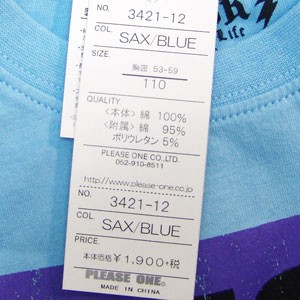 NO. 3421-12
COL. SAX/BLUE
SIZE.
胸囲 53-59
110
QUALITY.
〈本体〉 綿 100%
〈附属〉 綿 95%
ポリウレタン 5%
PLEASE ONE CO.,LTD.
052-910-8511
http://www.please-one.co.jp
NO. 3421-12
COL. SAX/BLUE
PRICE.
本体価格 ¥1,900+税
PLEASE ONE.
MADE IN CHINA
Life